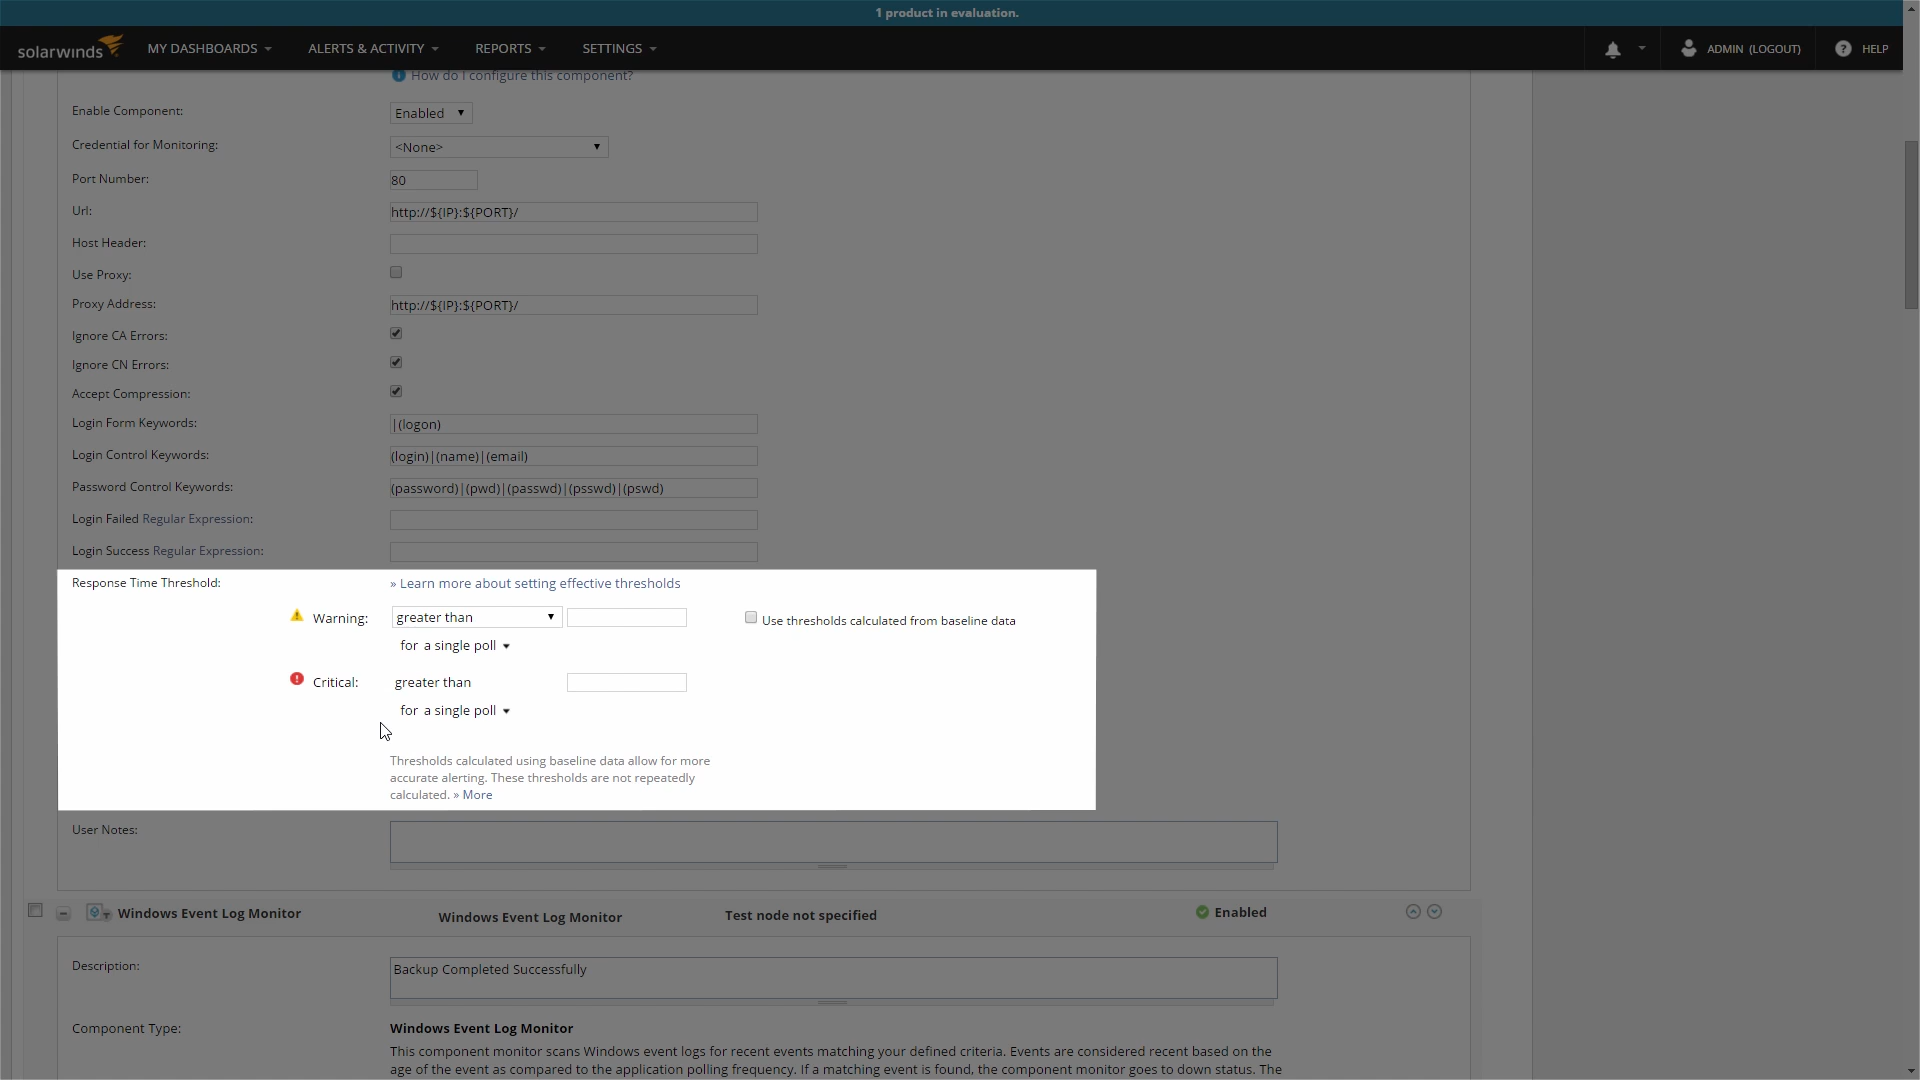 1 product in evaluation.
solarwinds MY DASHBOARDS ALERTS & ACTIVITY REPORTS SETTINGS ADMIN (LOGOUT) ? HELP
How do I configure this component?
Enable Component: Enabled
Credential for Monitoring: <None>
Port Number: 80
Url: http://${IP}:${PORT}/
Host Header:
Use Proxy:
Proxy Address: http://${IP}:${PORT}/
Ignore CA Errors:
Ignore CN Errors:
Accept Compression:
Login Form Keywords: |(logon)
Login Control Keywords: (login)|(name)|(email)
Password Control Keywords: (password)|(pwd)|(passwd)|(psswd)|(pswd)
Login Failed Regular Expression:
Login Success Regular Expression:
Response Time Threshold: » Learn more about setting effective thresholds
Warning: greater than Use thresholds calculated from baseline data
for a single poll
Critical: greater than
for a single poll
Thresholds calculated using baseline data allow for more
accurate alerting. These thresholds are not repeatedly
calculated. » More
User Notes:
Windows Event Log Monitor Windows Event Log Monitor Test node not specified Enabled
Description: Backup Completed Successfully
Component Type: Windows Event Log Monitor
This component monitor scans Windows event logs for recent events matching your defined criteria. Events are considered recent based on the
age of the event as compared to the application polling frequency. If a matching event is found, the component monitor goes to down status. The